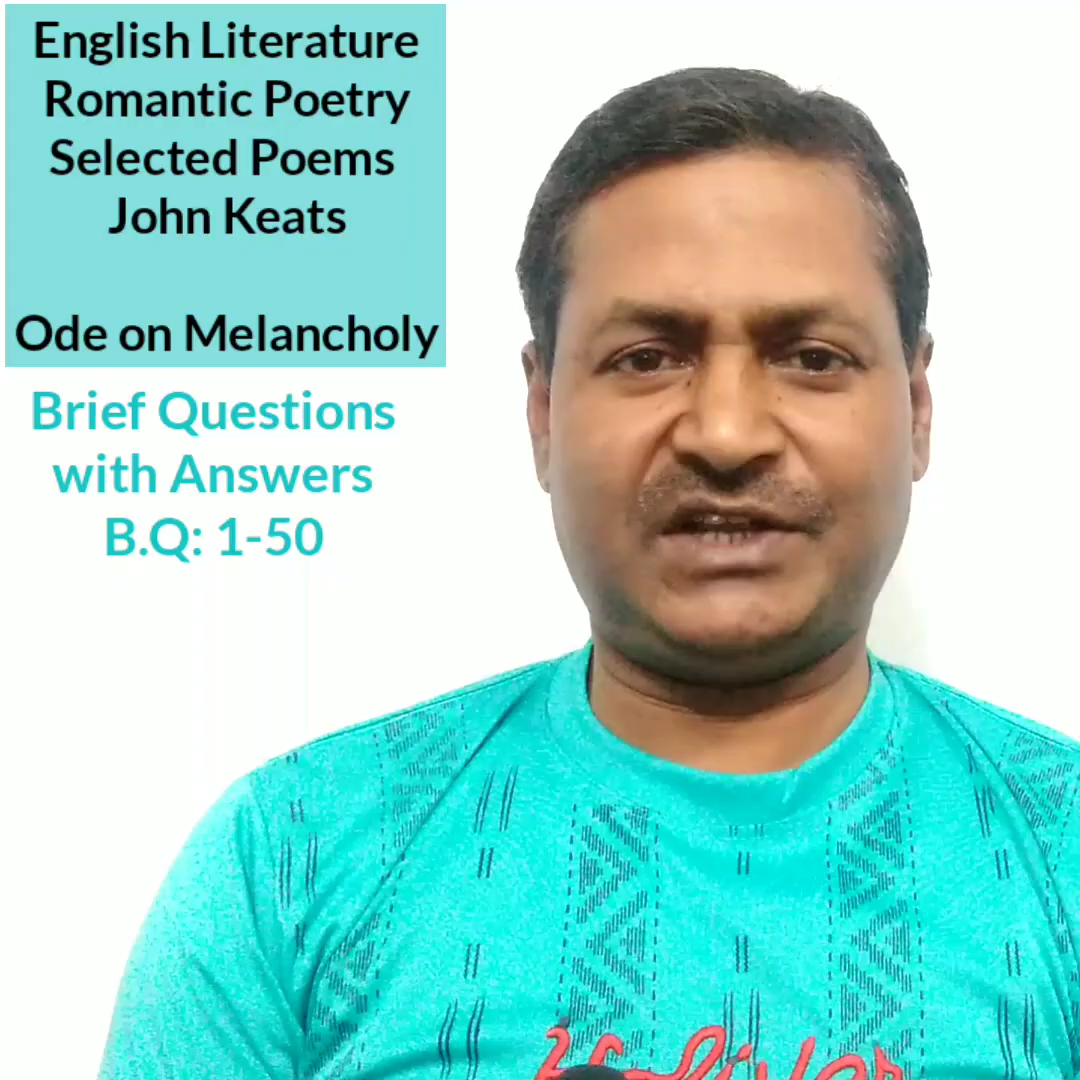 English Literature
Romantic Poetry
Selected Poems
John Keats
Ode on Melancholy
Brief Questions
with Answers
B.Q: 1-50